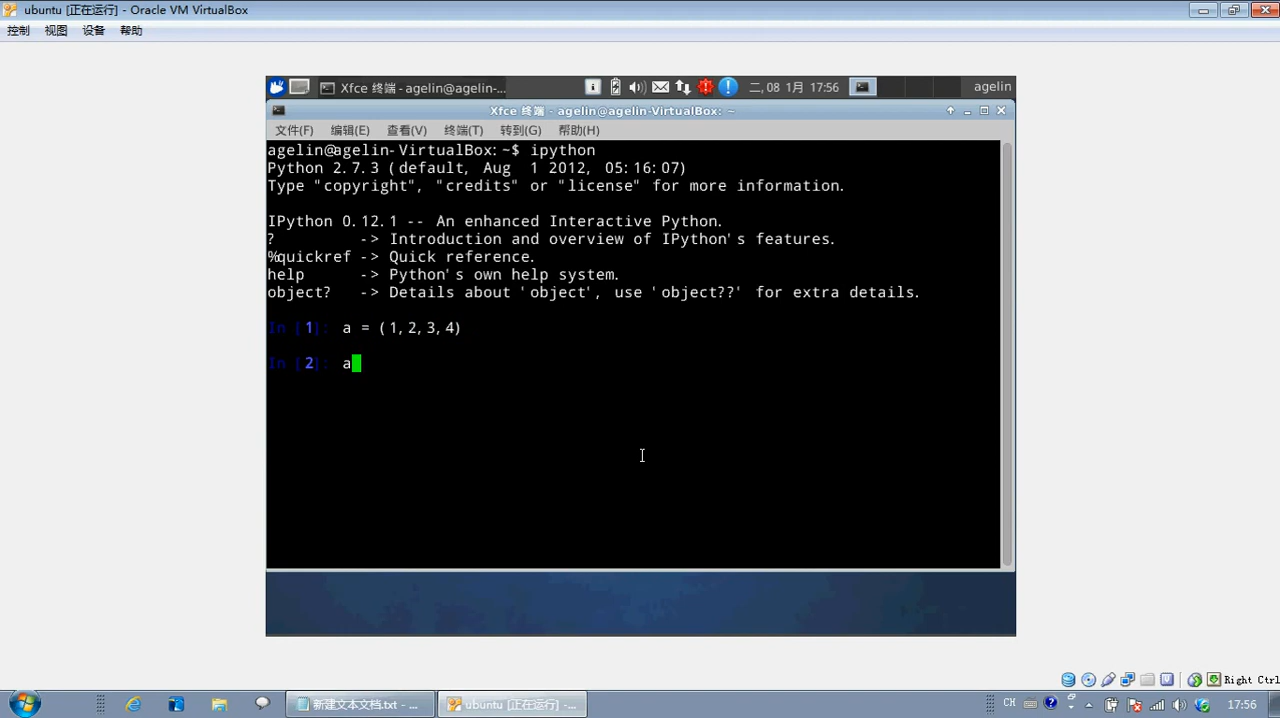 ubuntu [正在运行] - Oracle VM VirtualBox
控制 视图 设备 帮助
Xfce 终端 - agelin@agelin-... 二, 08 1月 17:56 agelin
Xfce 终端 - agelin@agelin-VirtualBox: ~
文件(F) 编辑(E) 查看(V) 终端(T) 转到(G) 帮助(H)
agelin@agelin-VirtualBox:~$ ipython
Python 2.7.3 (default, Aug 1 2012, 05:16:07)
Type "copyright", "credits" or "license" for more information.
IPython 0.12.1 -- An enhanced Interactive Python.
? -> Introduction and overview of IPython's features.
%quickref -> Quick reference.
help -> Python's own help system.
object? -> Details about 'object', use 'object??' for extra details.
In [1]: a = (1,2,3,4)
In [2]: a
Right Ctrl
新建文本文档.txt - ... ubuntu [正在运行] -... CH 17:56